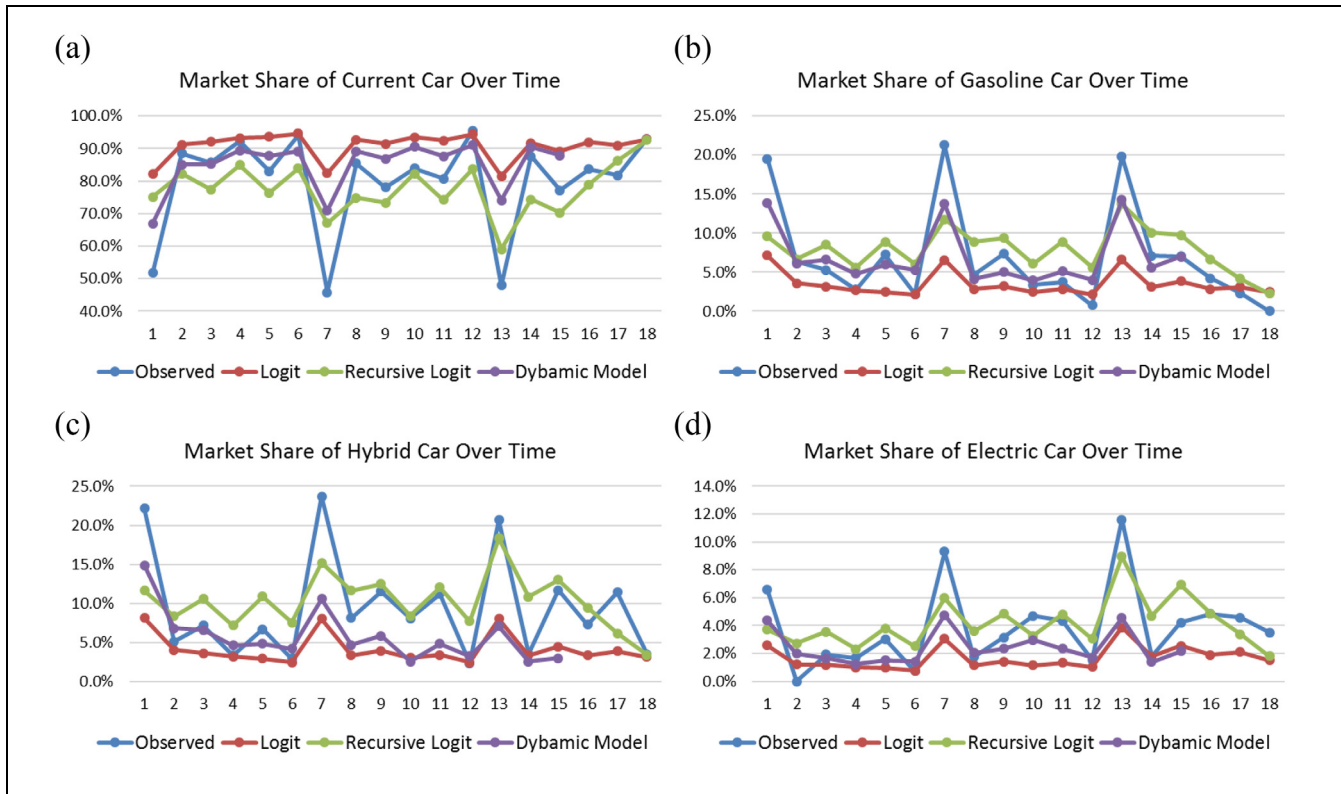 (a)
Market Share of Current Car Over Time
100.0%
90.0%
80.0%
70.0%
60.0%
50.0%
40.0%
1 2 3 4 5 6 7 8 9 10 11 12 13 14 15 16 17 18
Observed Logit Recursive Logit Dybamic Model
(b)
Market Share of Gasoline Car Over Time
25.0%
20.0%
15.0%
10.0%
5.0%
0.0%
1 2 3 4 5 6 7 8 9 10 11 12 13 14 15 16 17 18
Observed Logit Recursive Logit Dybamic Model
(c)
Market Share of Hybrid Car Over Time
25.0%
20.0%
15.0%
10.0%
5.0%
0.0%
1 2 3 4 5 6 7 8 9 10 11 12 13 14 15 16 17 18
Observed Logit Recursive Logit Dybamic Model
(d)
Market Share of Electric Car Over Time
14.0%
12.0%
10.0%
8.0%
6.0%
4.0%
2.0%
0.0%
1 2 3 4 5 6 7 8 9 10 11 12 13 14 15 16 17 18
Observed Logit Recursive Logit Dybamic Model